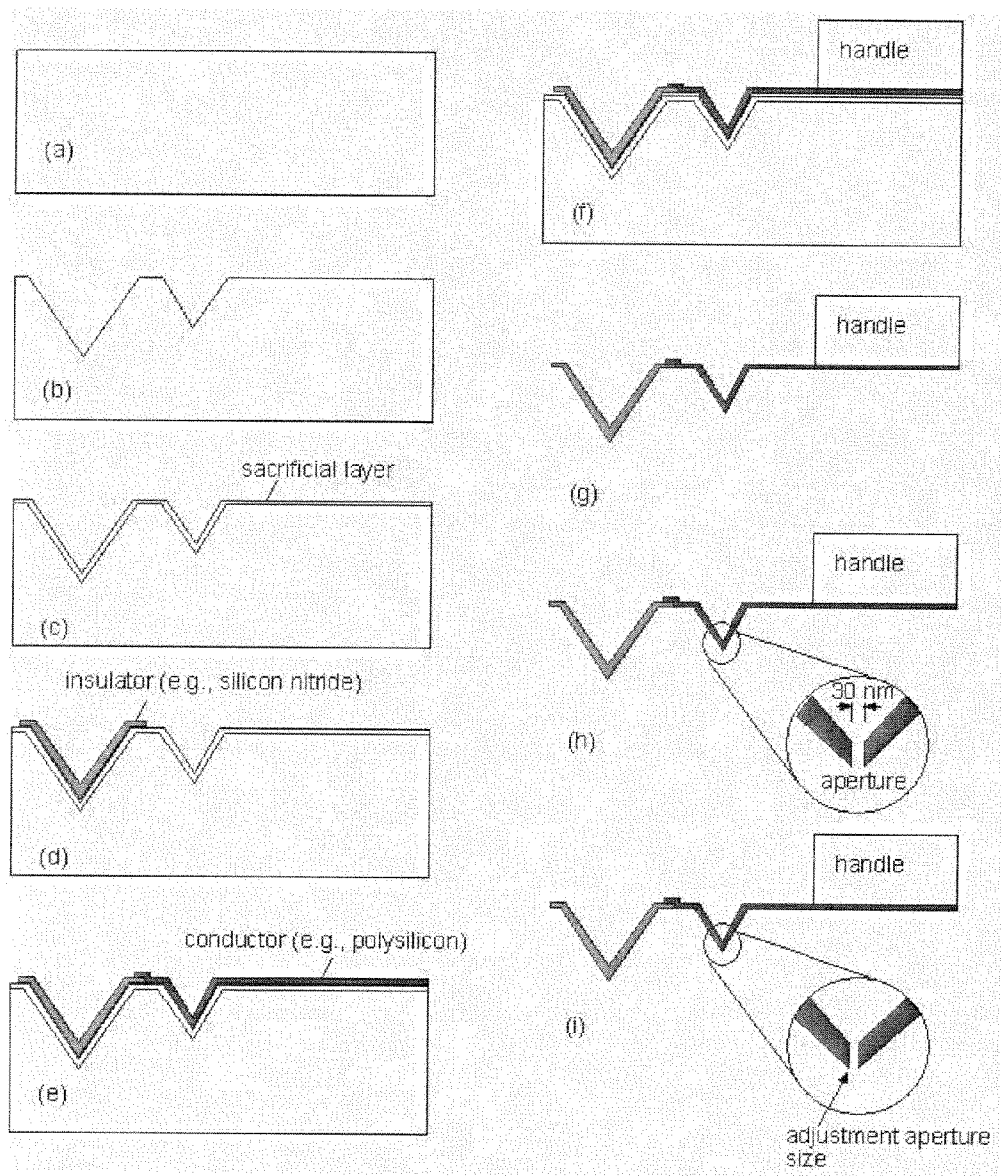 (a)
(b)
sacrificial layer
(c)
insulator (e.g., silicon nitride)
(d)
conductor (e.g., polysilicon)
(e)
handle
(f)
handle
(g)
handle
30 nm
aperture
(h)
handle
(i)
adjustment aperture
size